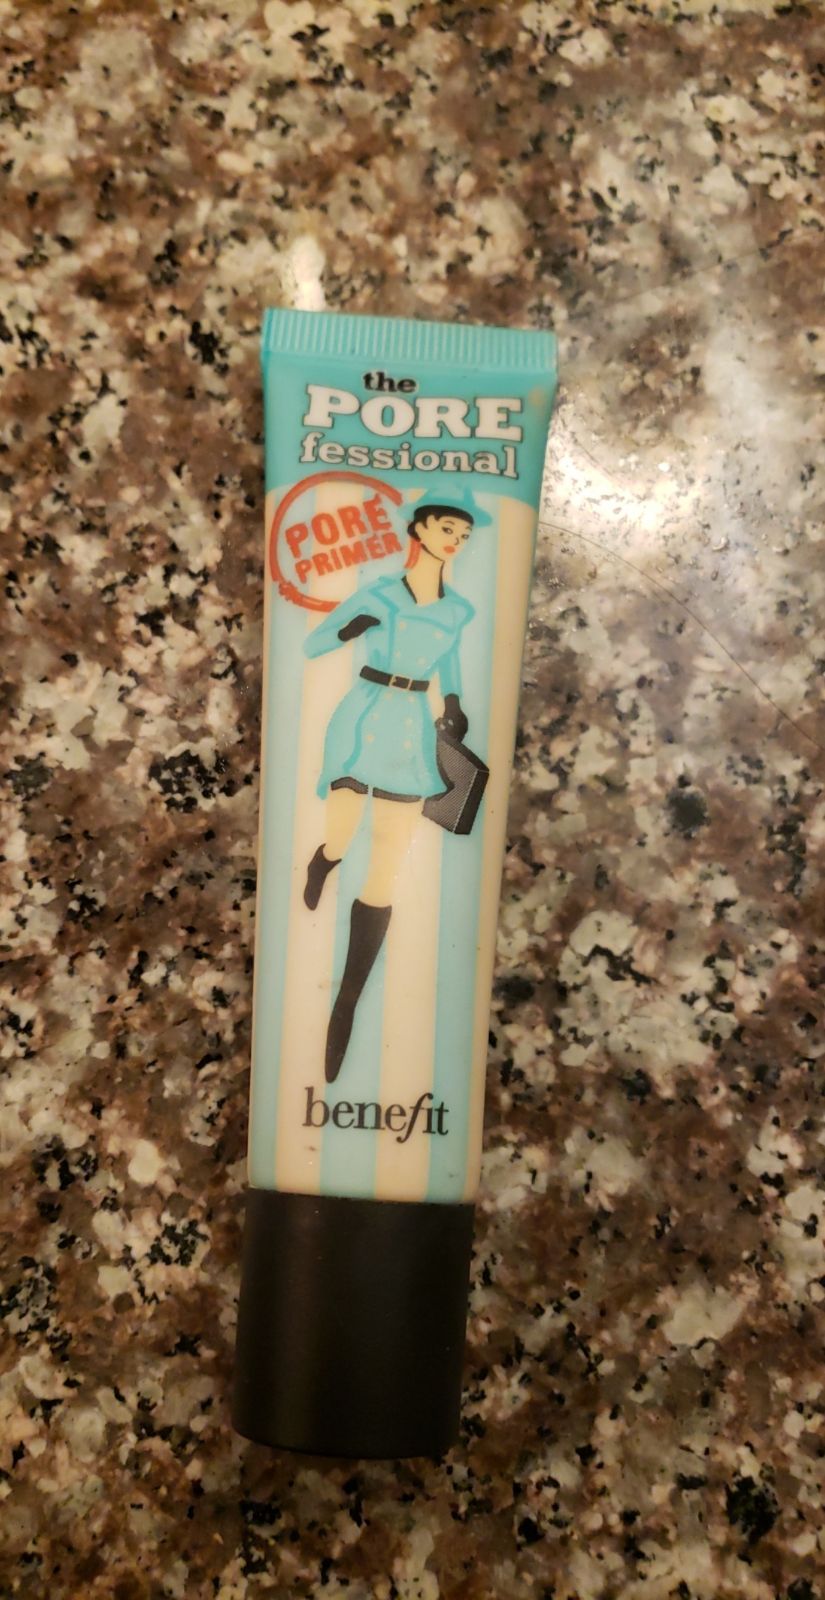 the
PORE
fessional
PORE
PRIMER
benefit